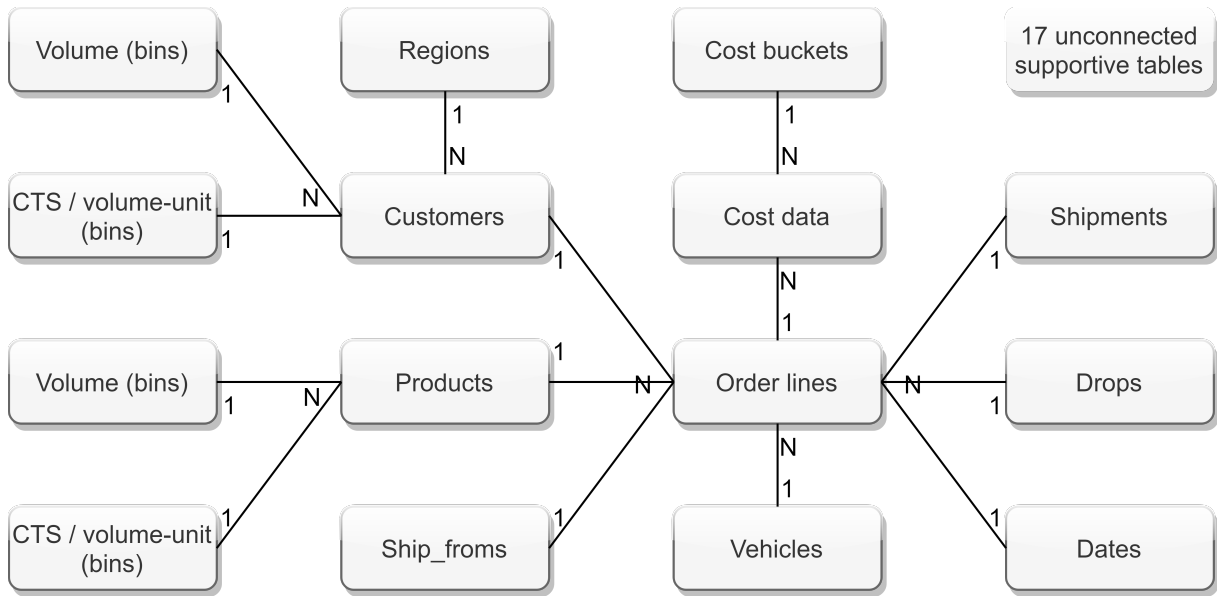 Volume (bins)
Regions
Cost buckets
17 unconnected
supportive tables
1
1
1
N
N
N
CTS / volume-unit
(bins)
Customers
Cost data
Shipments
1
1
1
N
1
Volume (bins)
Products
Order lines
Drops
1
N
N
N
1
1
N
1
CTS / volume-unit
(bins)
Ship_froms
Vehicles
Dates
1
1
1